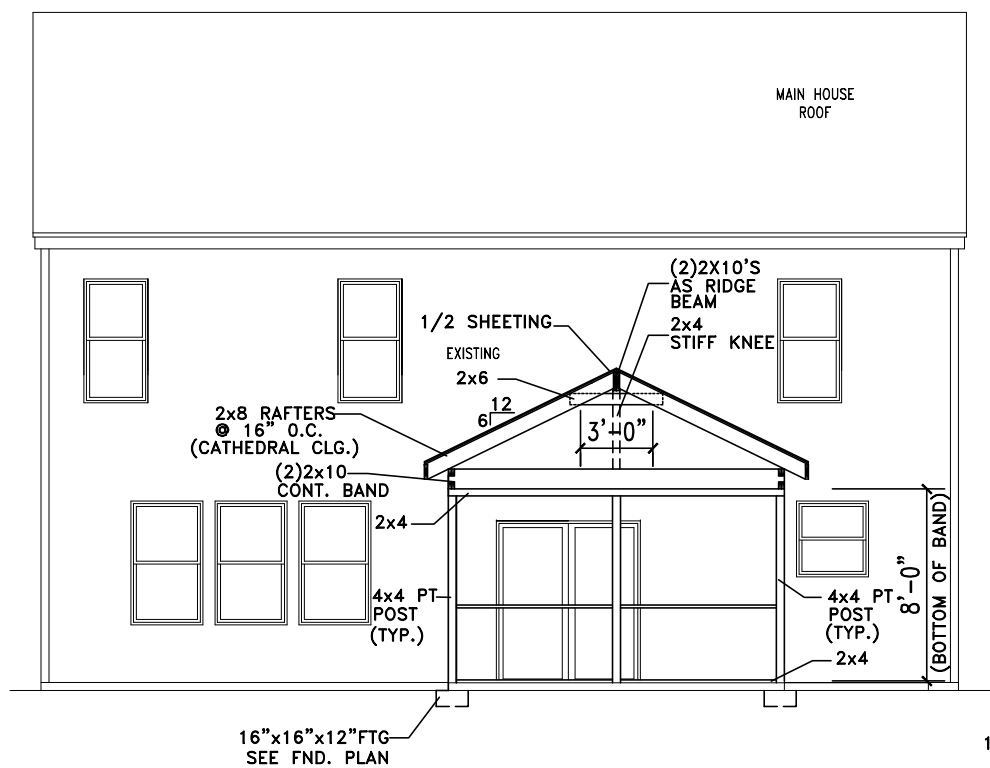 MAIN HOUSE
ROOF
(2)2X10'S
AS RIDGE
BEAM
1/2 SHEETING
2x4
STIFF KNEE
EXISTING
2x6
12
6
2x8 RAFTERS
@ 16" O.C.
(CATHEDRAL CLG.)
3'-0"
(2)2x10
CONT. BAND
2x4
4x4 PT
POST
(TYP.)
8'-0"
(BOTTOM OF BAND)
4x4 PT
POST
(TYP.)
2x4
16"x16"x12"FTG
SEE FND. PLAN
1